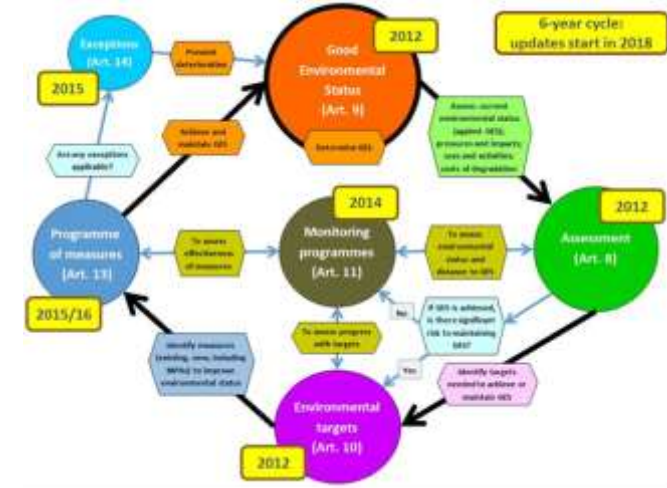 6-year cycle:
updates start in 2018
2012
Good
Environmental
Status
(Art. 9)
Determine GES
Exceptions
(Art. 14)
2015
Prevent
deterioration
Achieve and
maintain GES
Are any exceptions
applicable?
Assess current
environmental status
(against GES),
pressures and impacts,
uses and activities,
costs of degradation
2012
Assessment
(Art. 8)
2014
Monitoring
programmes
(Art. 11)
Programme
of measures
(Art. 13)
2015/16
To assess
effectiveness
of measures
To assess
environmental
status and
distance to GES
To assess progress
with targets
If GES is achieved,
is there significant
risk to maintaining
GES?
No
Yes
Identify measures
(existing, new, including
MPAs) to improve
environmental status
Identify targets
needed to achieve or
maintain GES
Environmental
targets
(Art. 10)
2012